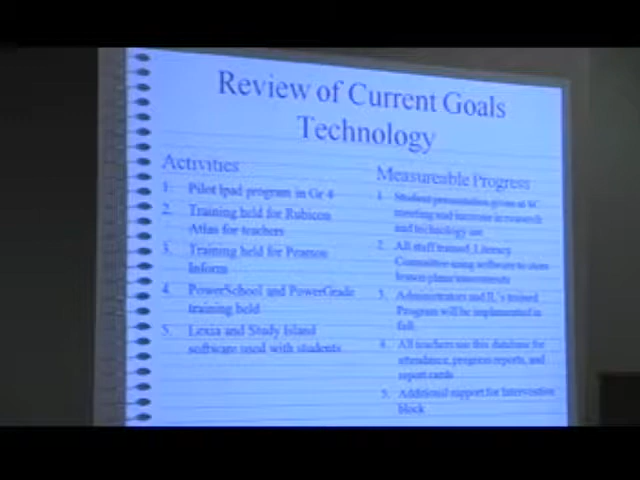 Review of Current Goals
Technology
Activities
1. Pilot Ipad program in Gr 4
2. Training held for Rubicon
Atlas for teachers
3. Training held for Pearson
Inform
4. PowerSchool and PowerGrade
training held
5. Lexia and Study Island
software used with students
Measureable Progress
1. Student presentation given at SC
meeting and increase in research
and technology use
2. All staff trained. Literacy
Committee using software to store
lesson plans/assessments
3. Administrators and IL's trained
Program will be implemented in
fall.
4. All teachers use this database for
attendance, progress reports, and
report cards
5. Additional support for Intervention
block